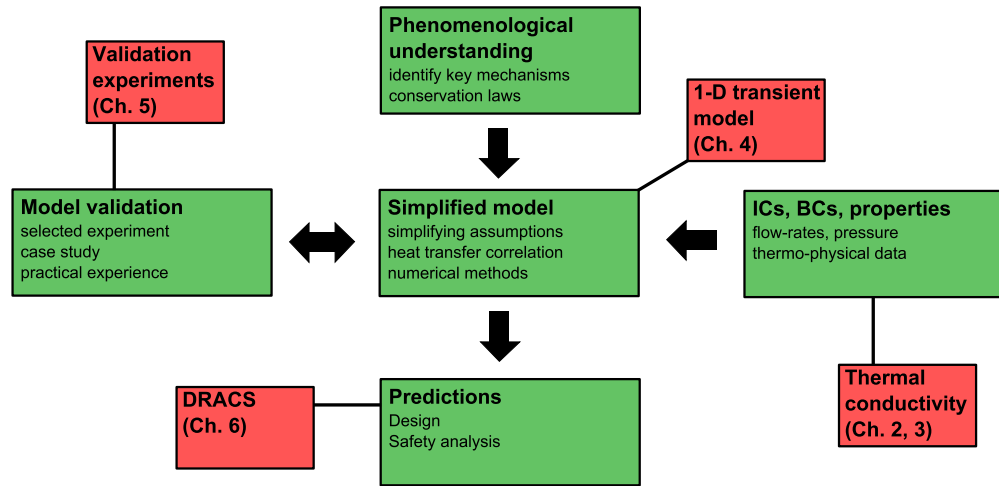 Phenomenological
understanding
identify key mechanisms
conservation laws
Validation
experiments
(Ch. 5)
1-D transient
model
(Ch. 4)
Model validation
selected experiment
case study
practical experience
Simplified model
simplifying assumptions
heat transfer correlation
numerical methods
ICs, BCs, properties
flow-rates, pressure
thermo-physical data
DRACS
(Ch. 6)
Predictions
Design
Safety analysis
Thermal
conductivity
(Ch. 2, 3)